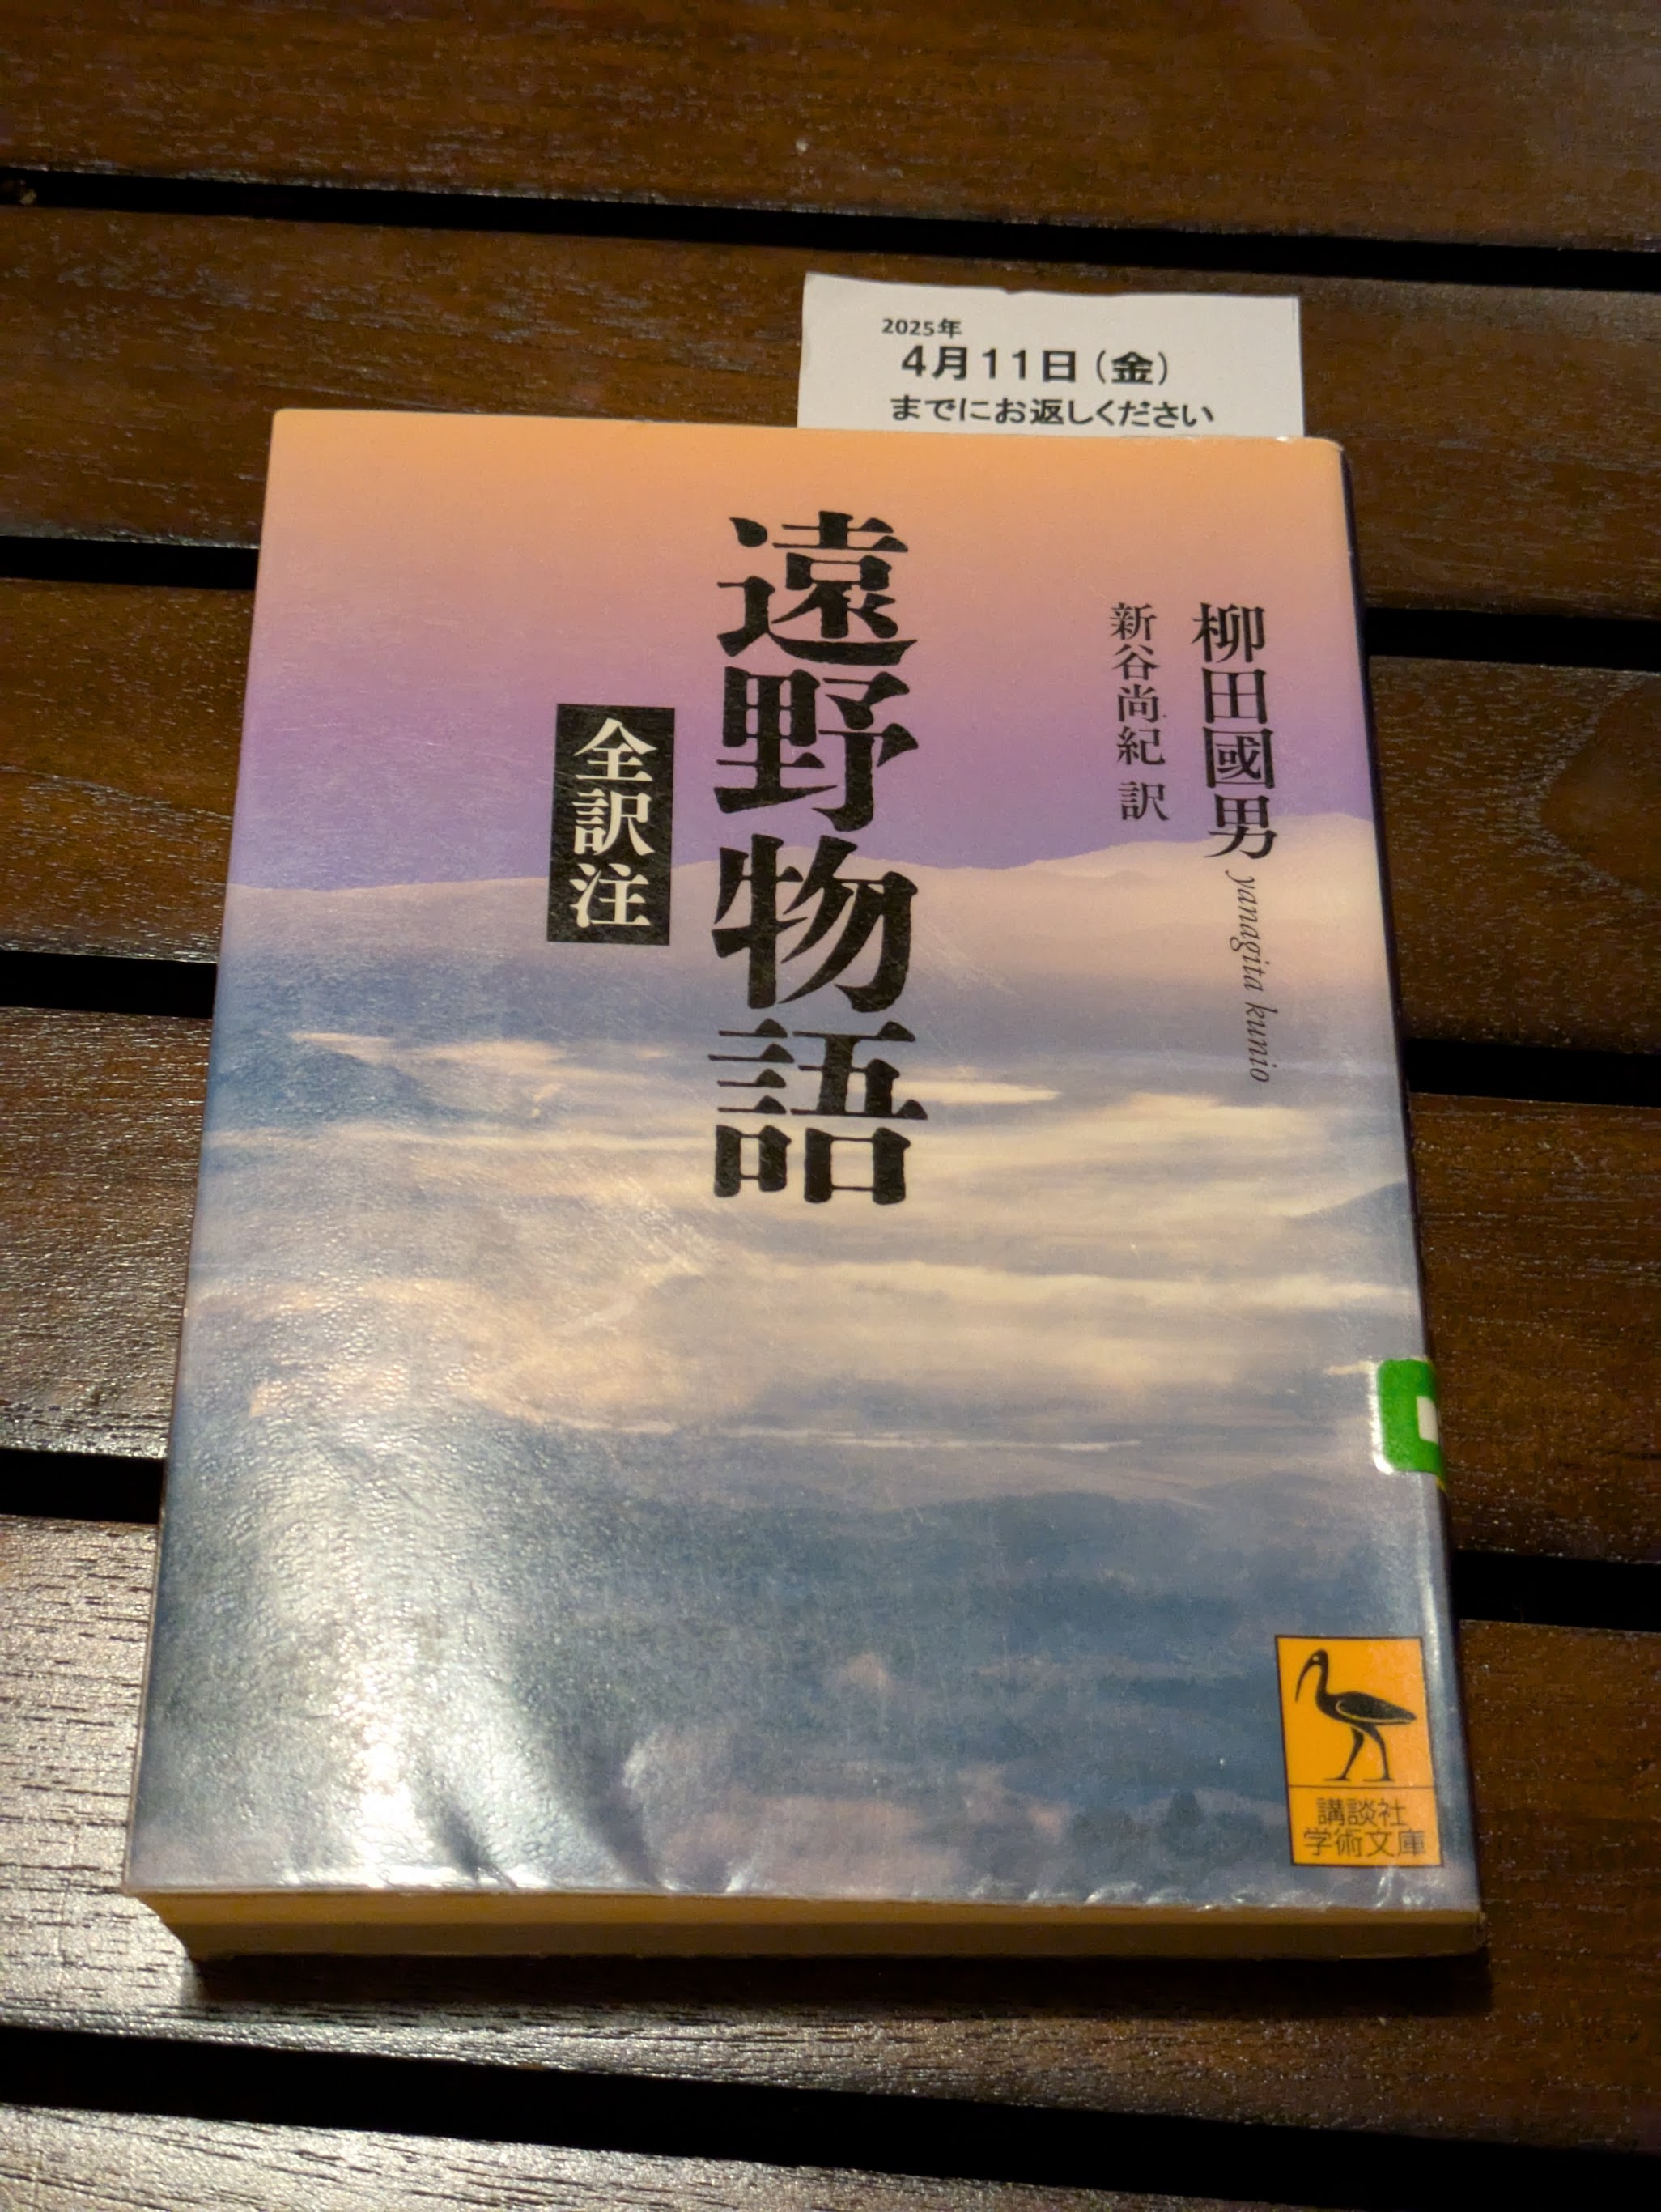 2025年
4月11日（金）
までにお返しください
柳田國男 yanagita kunio
新谷尚紀 訳
遠野物語
全訳注
講談社
学術文庫